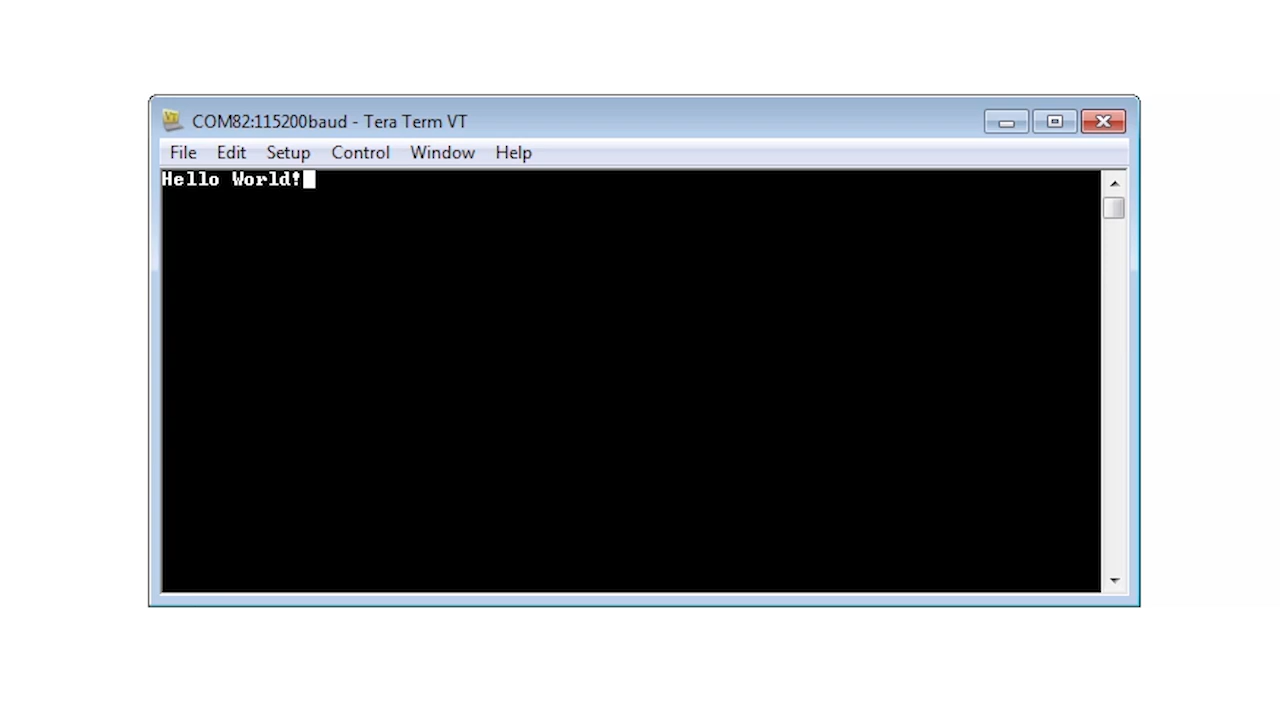 COM82:115200baud - Tera Term VT
File Edit Setup Control Window Help
Hello World!